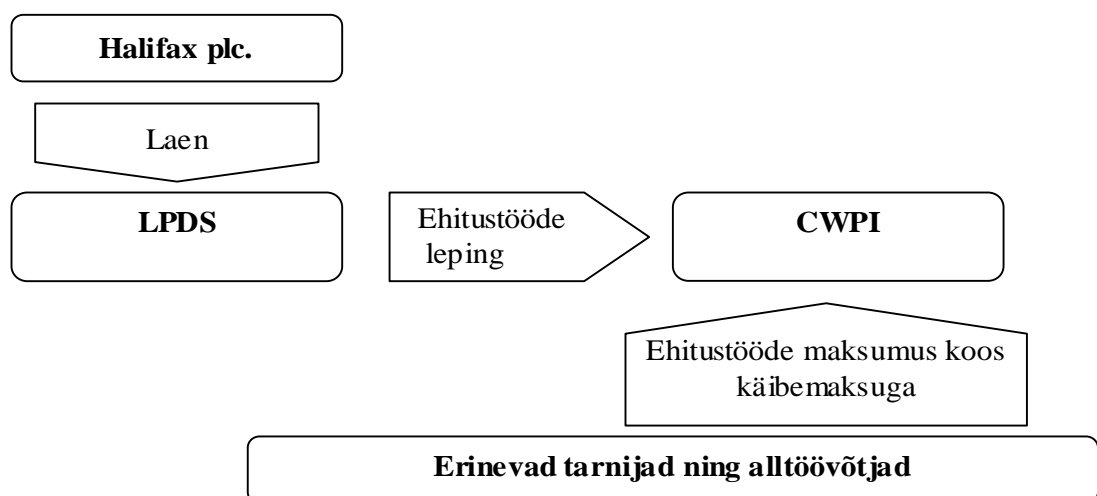 Halifax plc.
Laen
LPDS
Ehitustööde
leping
CWPI
Ehitustööde maksumus koos
käibemaksuga
Erinevad tarnijad ning alltöövõtjad